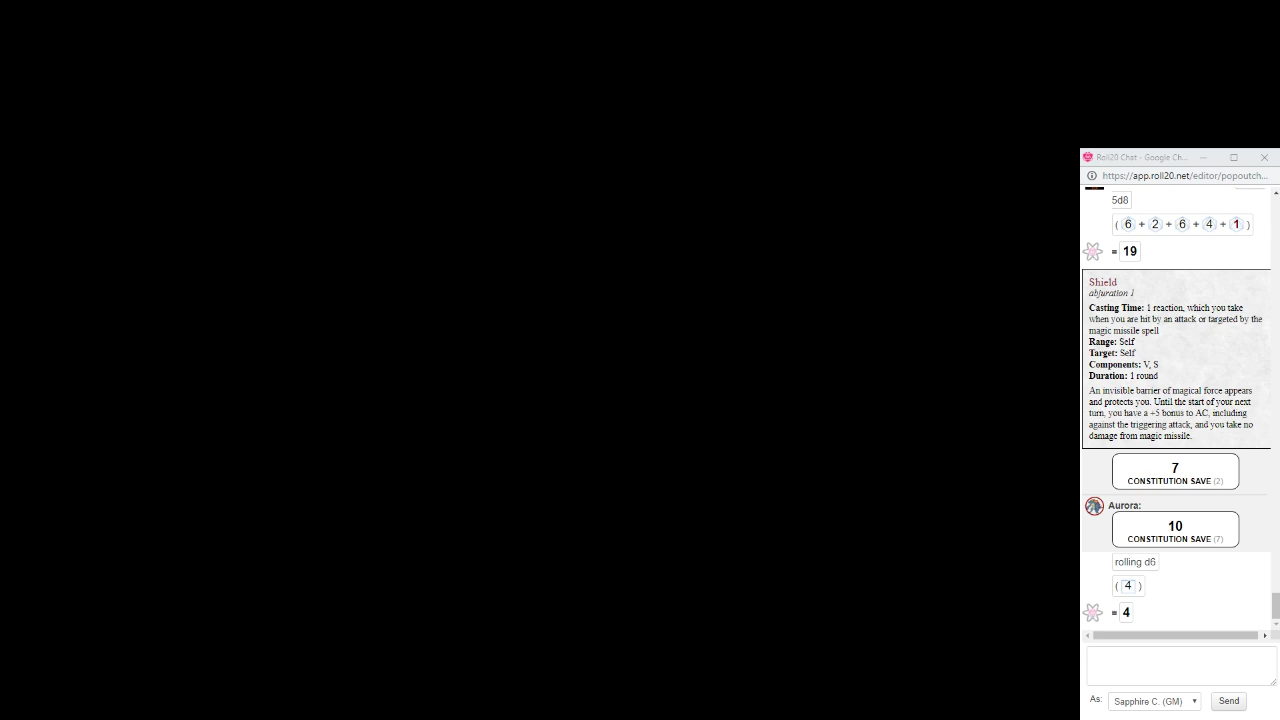 Roll20 Chat - Google Ch...
https://app.roll20.net/editor/popoutch...
5d8
( 6 + 2 + 6 + 4 + 1 )
= 19
Shield
abjuration 1
Casting Time: 1 reaction, which you take
when you are hit by an attack or targeted by the
magic missile spell
Range: Self
Target: Self
Components: V, S
Duration: 1 round
An invisible barrier of magical force appears
and protects you. Until the start of your next
turn, you have a +5 bonus to AC, including
against the triggering attack, and you take no
damage from magic missile.
7
CONSTITUTION SAVE (2)
Aurora:
10
CONSTITUTION SAVE (7)
rolling d6
( 4 )
= 4
As: Sapphire C. (GM) Send